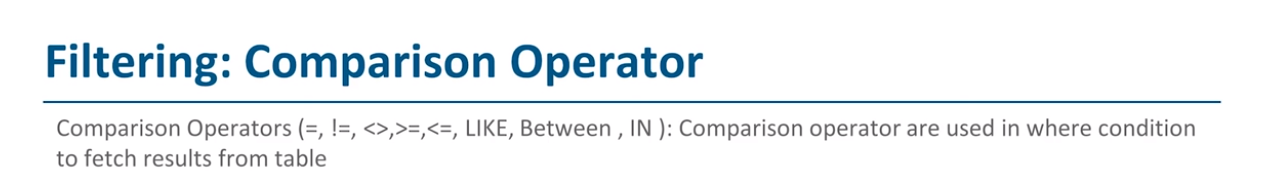 Filtering: Comparison Operator
Comparison Operators (=, !=, <>,>=,<=, LIKE, Between , IN ): Comparison operator are used in where condition
to fetch results from table